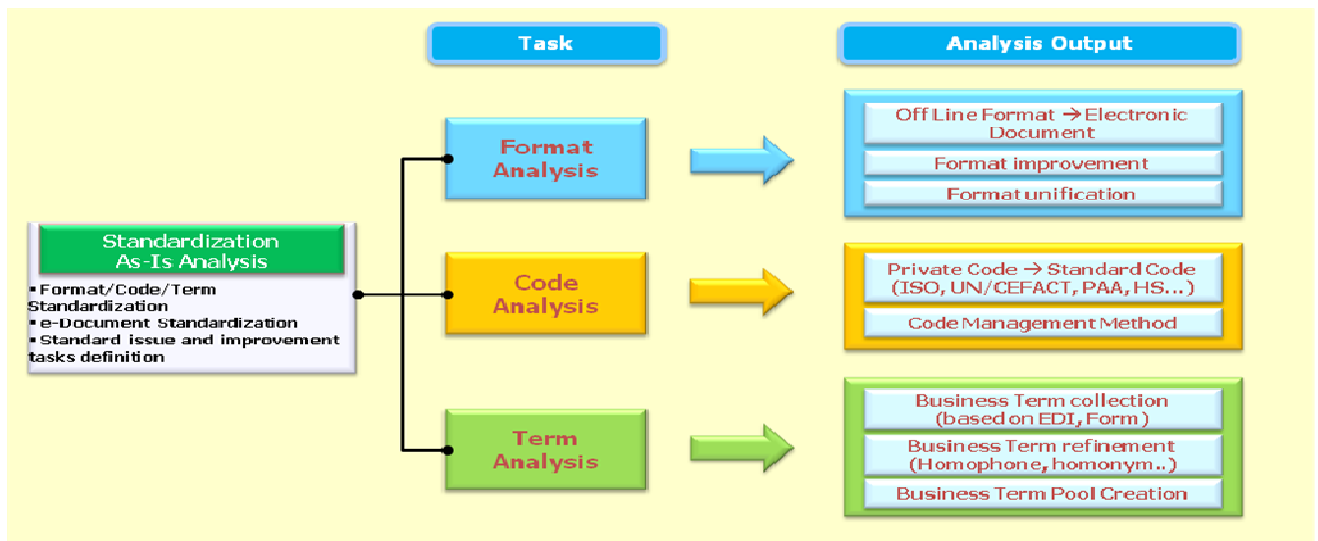 Task
Analysis Output
Standardization
As-Is Analysis
▪Format/Code/Term
Standardization
▪e-Document Standardization
▪Standard issue and improvement
tasks definition
Format
Analysis
Off Line Format →Electronic
Document
Format improvement
Format unification
Code
Analysis
Private Code → Standard Code
(ISO, UN/CEFACT, PAA, HS...)
Code Management Method
Term
Analysis
Business Term collection
(based on EDI, Form)
Business Term refinement
(Homophone, homonym..)
Business Term Pool Creation